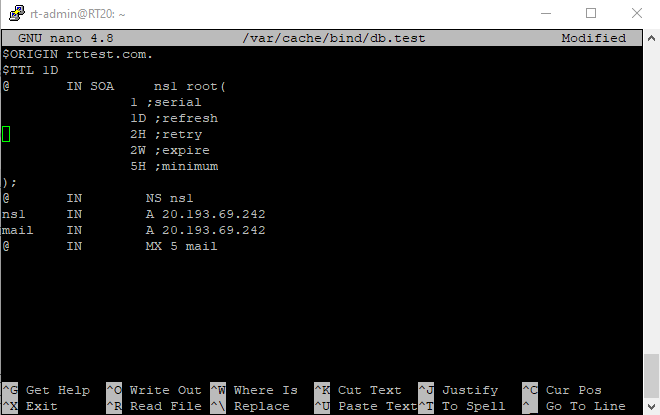 rt-admin@RT20: ~
GNU nano 4.8 /var/cache/bind/db.test Modified
$ORIGIN rttest.com.
$TTL 1D
@ IN SOA ns1 root(
1 ;serial
1D ;refresh
2H ;retry
2W ;expire
5H ;minimum
);
@ IN NS ns1
ns1 IN A 20.193.69.242
mail IN A 20.193.69.242
@ IN MX 5 mail
^G Get Help ^O Write Out ^W Where Is ^K Cut Text ^J Justify ^C Cur Pos
^X Exit ^R Read File ^\ Replace ^U Paste Text ^T To Spell ^_ Go To Line